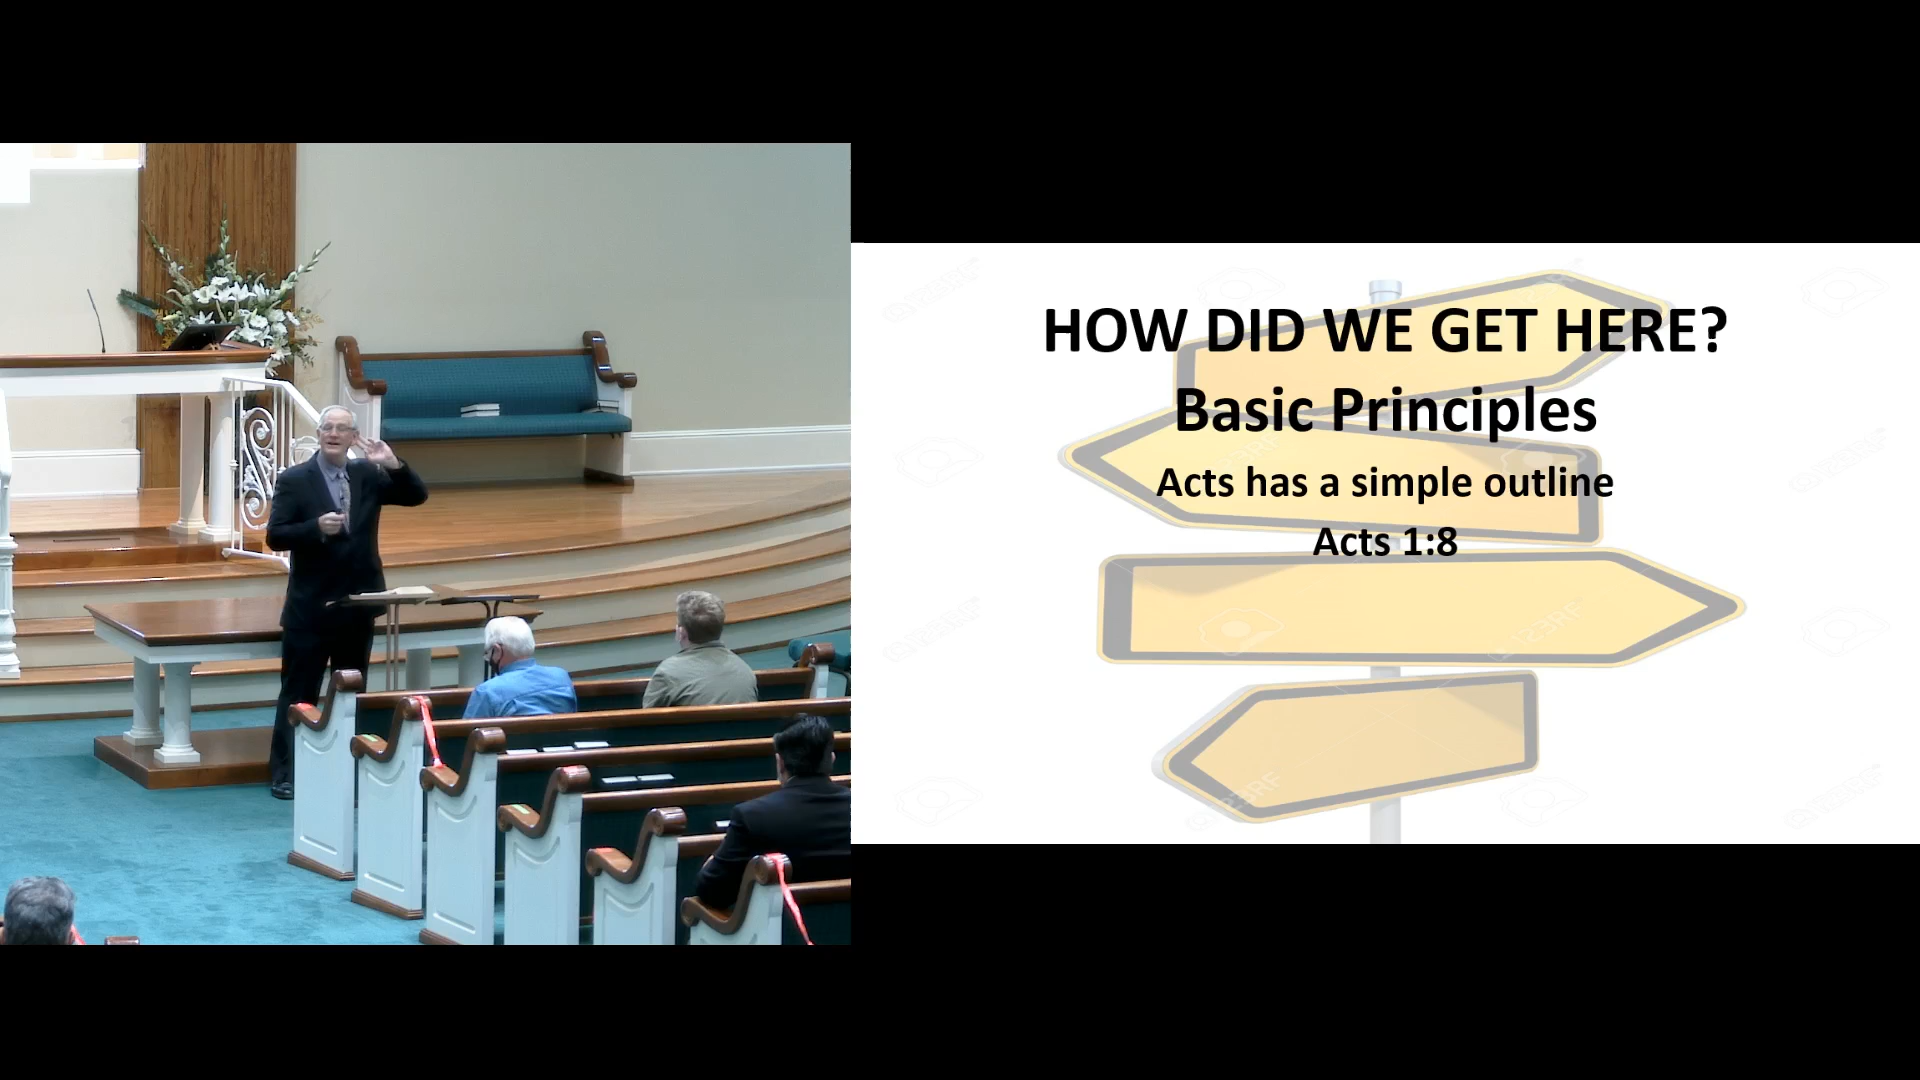 HOW DID WE GET HERE?
Basic Principles
Acts has a simple outline
Acts 1:8